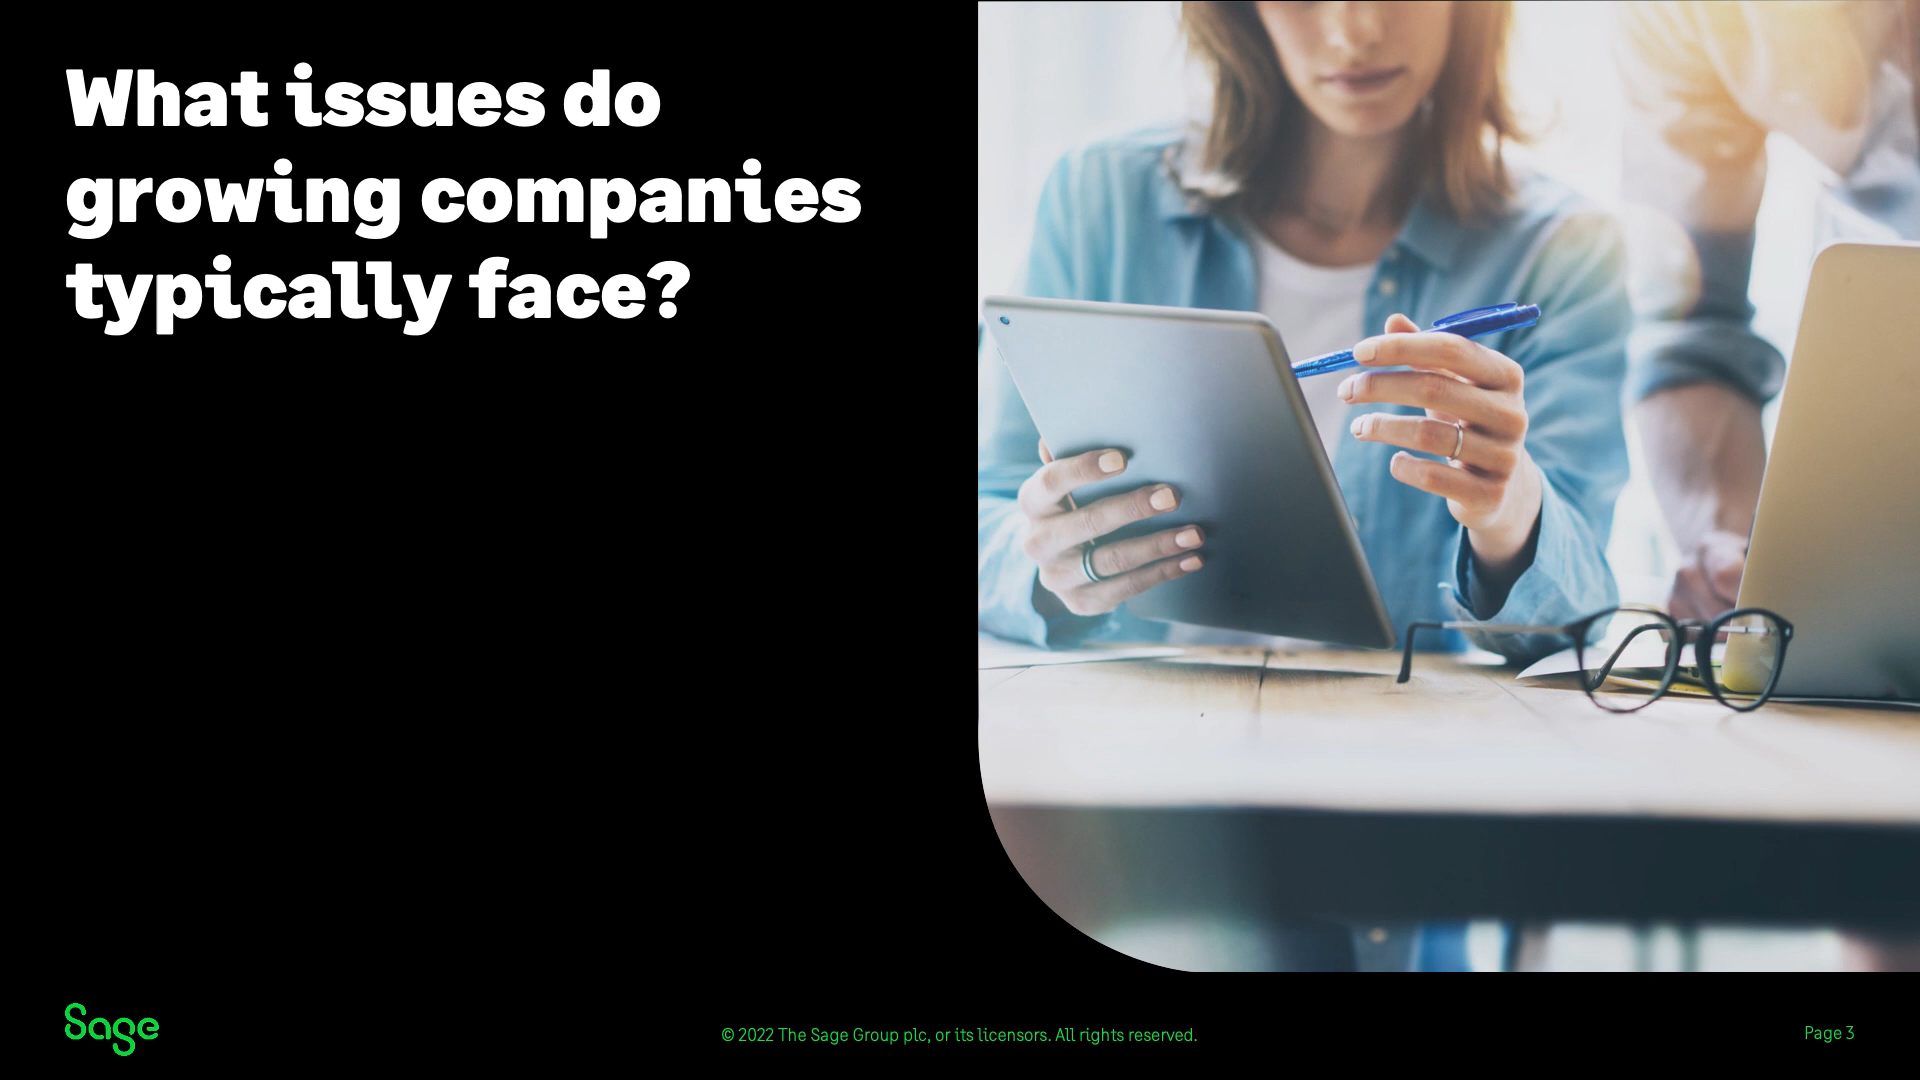 What issues do
growing companies
typically face?
Sage
© 2022 The Sage Group plc, or its licensors. All rights reserved.
Page 3